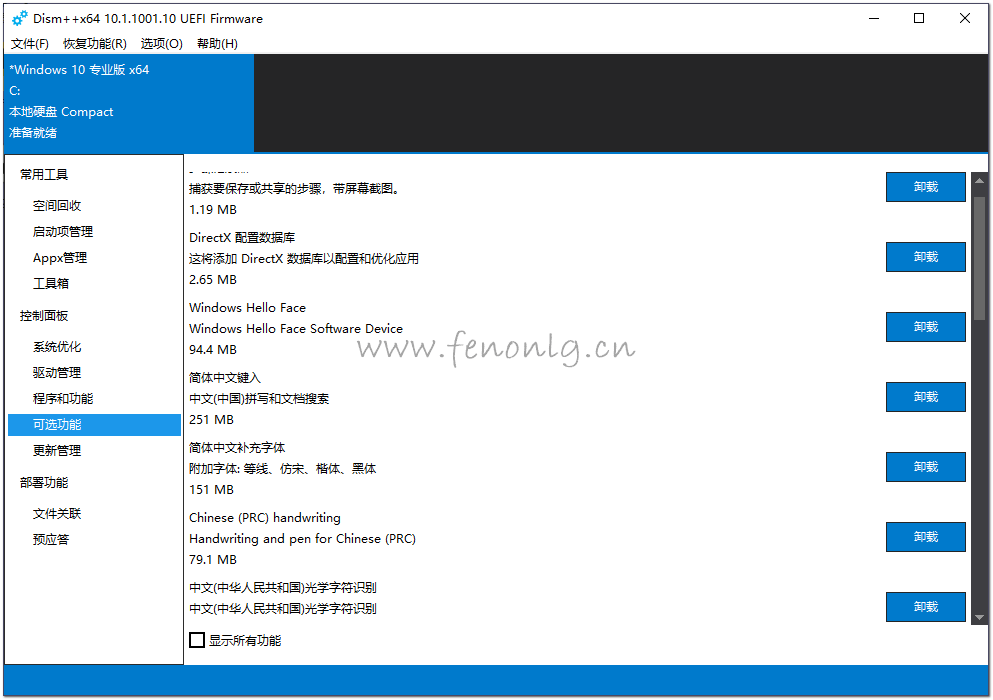 Dism++x64 10.1.1001.10 UEFI Firmware
文件(F) 恢复功能(R) 选项(O) 帮助(H)
*Windows 10 专业版 x64
C:
本地硬盘 Compact
准备就绪
常用工具
空间回收
启动项管理
Appx管理
工具箱
控制面板
系统优化
驱动管理
程序和功能
可选功能
更新管理
部署功能
文件关联
预应答
捕获要保存或共享的步骤，带屏幕截图。
1.19 MB
卸载
DirectX 配置数据库
这将添加 DirectX 数据库以配置和优化应用
2.65 MB
卸载
Windows Hello Face
Windows Hello Face Software Device
94.4 MB
卸载
www.fenonlg.cn
简体中文键入
中文(中国)拼写和文档搜索
251 MB
卸载
简体中文补充字体
附加字体: 等线、仿宋、楷体、黑体
151 MB
卸载
Chinese (PRC) handwriting
Handwriting and pen for Chinese (PRC)
79.1 MB
卸载
中文(中华人民共和国)光学字符识别
中文(中华人民共和国)光学字符识别
卸载
显示所有功能